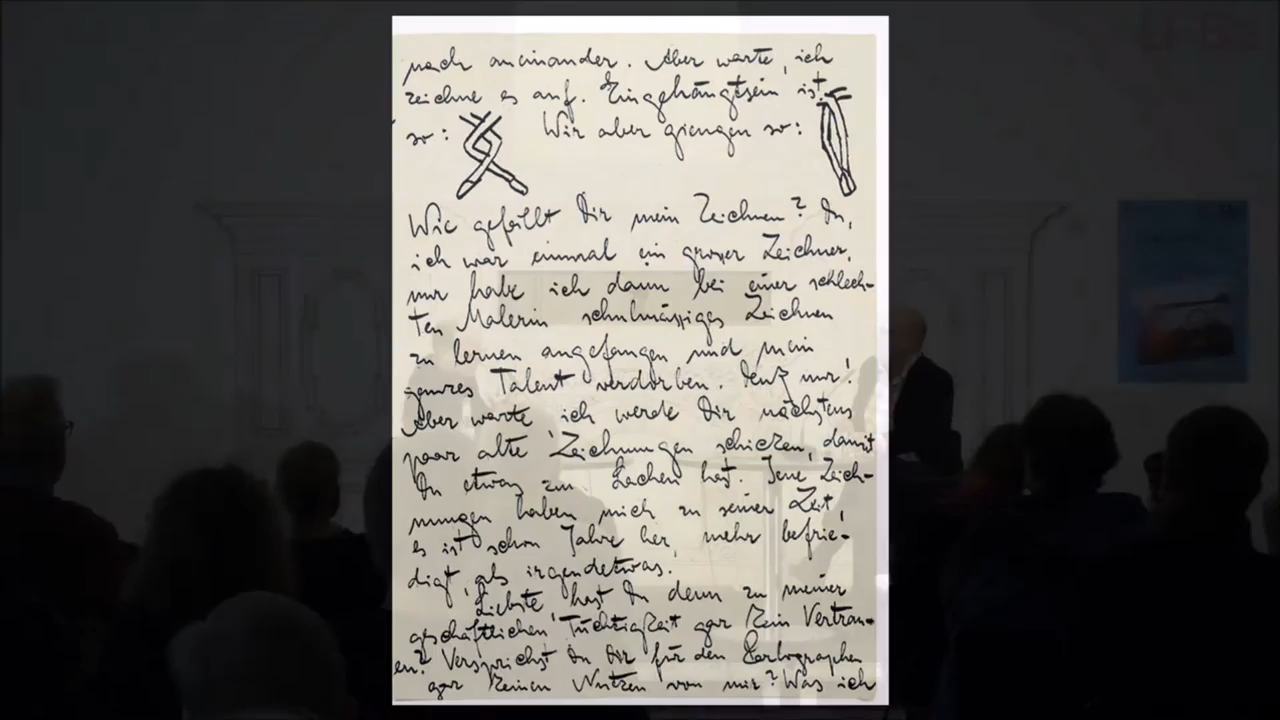 nach aneinander. Aber warte, ich
zeichne es auf. Eingehängtsein ist
so: Wir aber giengen so:
Wie gefällt Dir mein Zeichnen? Du,
ich war einmal ein grosser Zeichner,
nur habe ich dann bei einer schlech-
ten Malerin schulmässiges Zeichnen
zu lernen angefangen und mein
ganzes Talent verdorben. Denk nur!
Aber warte, ich werde Dir nächstens
paar alte Zeichnungen schicken, damit
Du etwas zum Lachen hast. Jene Zeich-
nungen haben mich zu seiner Zeit,
es ist schon Jahre her, mehr befrie-
digt, als irgendetwas.
Liebste, hast Du denn zu meiner
geschäftlichen Tüchtigkeit gar kein Vertrau-
en? Versprichst Du Dir für den Parlographen
gar keinen Nutzen von mir? Was ich